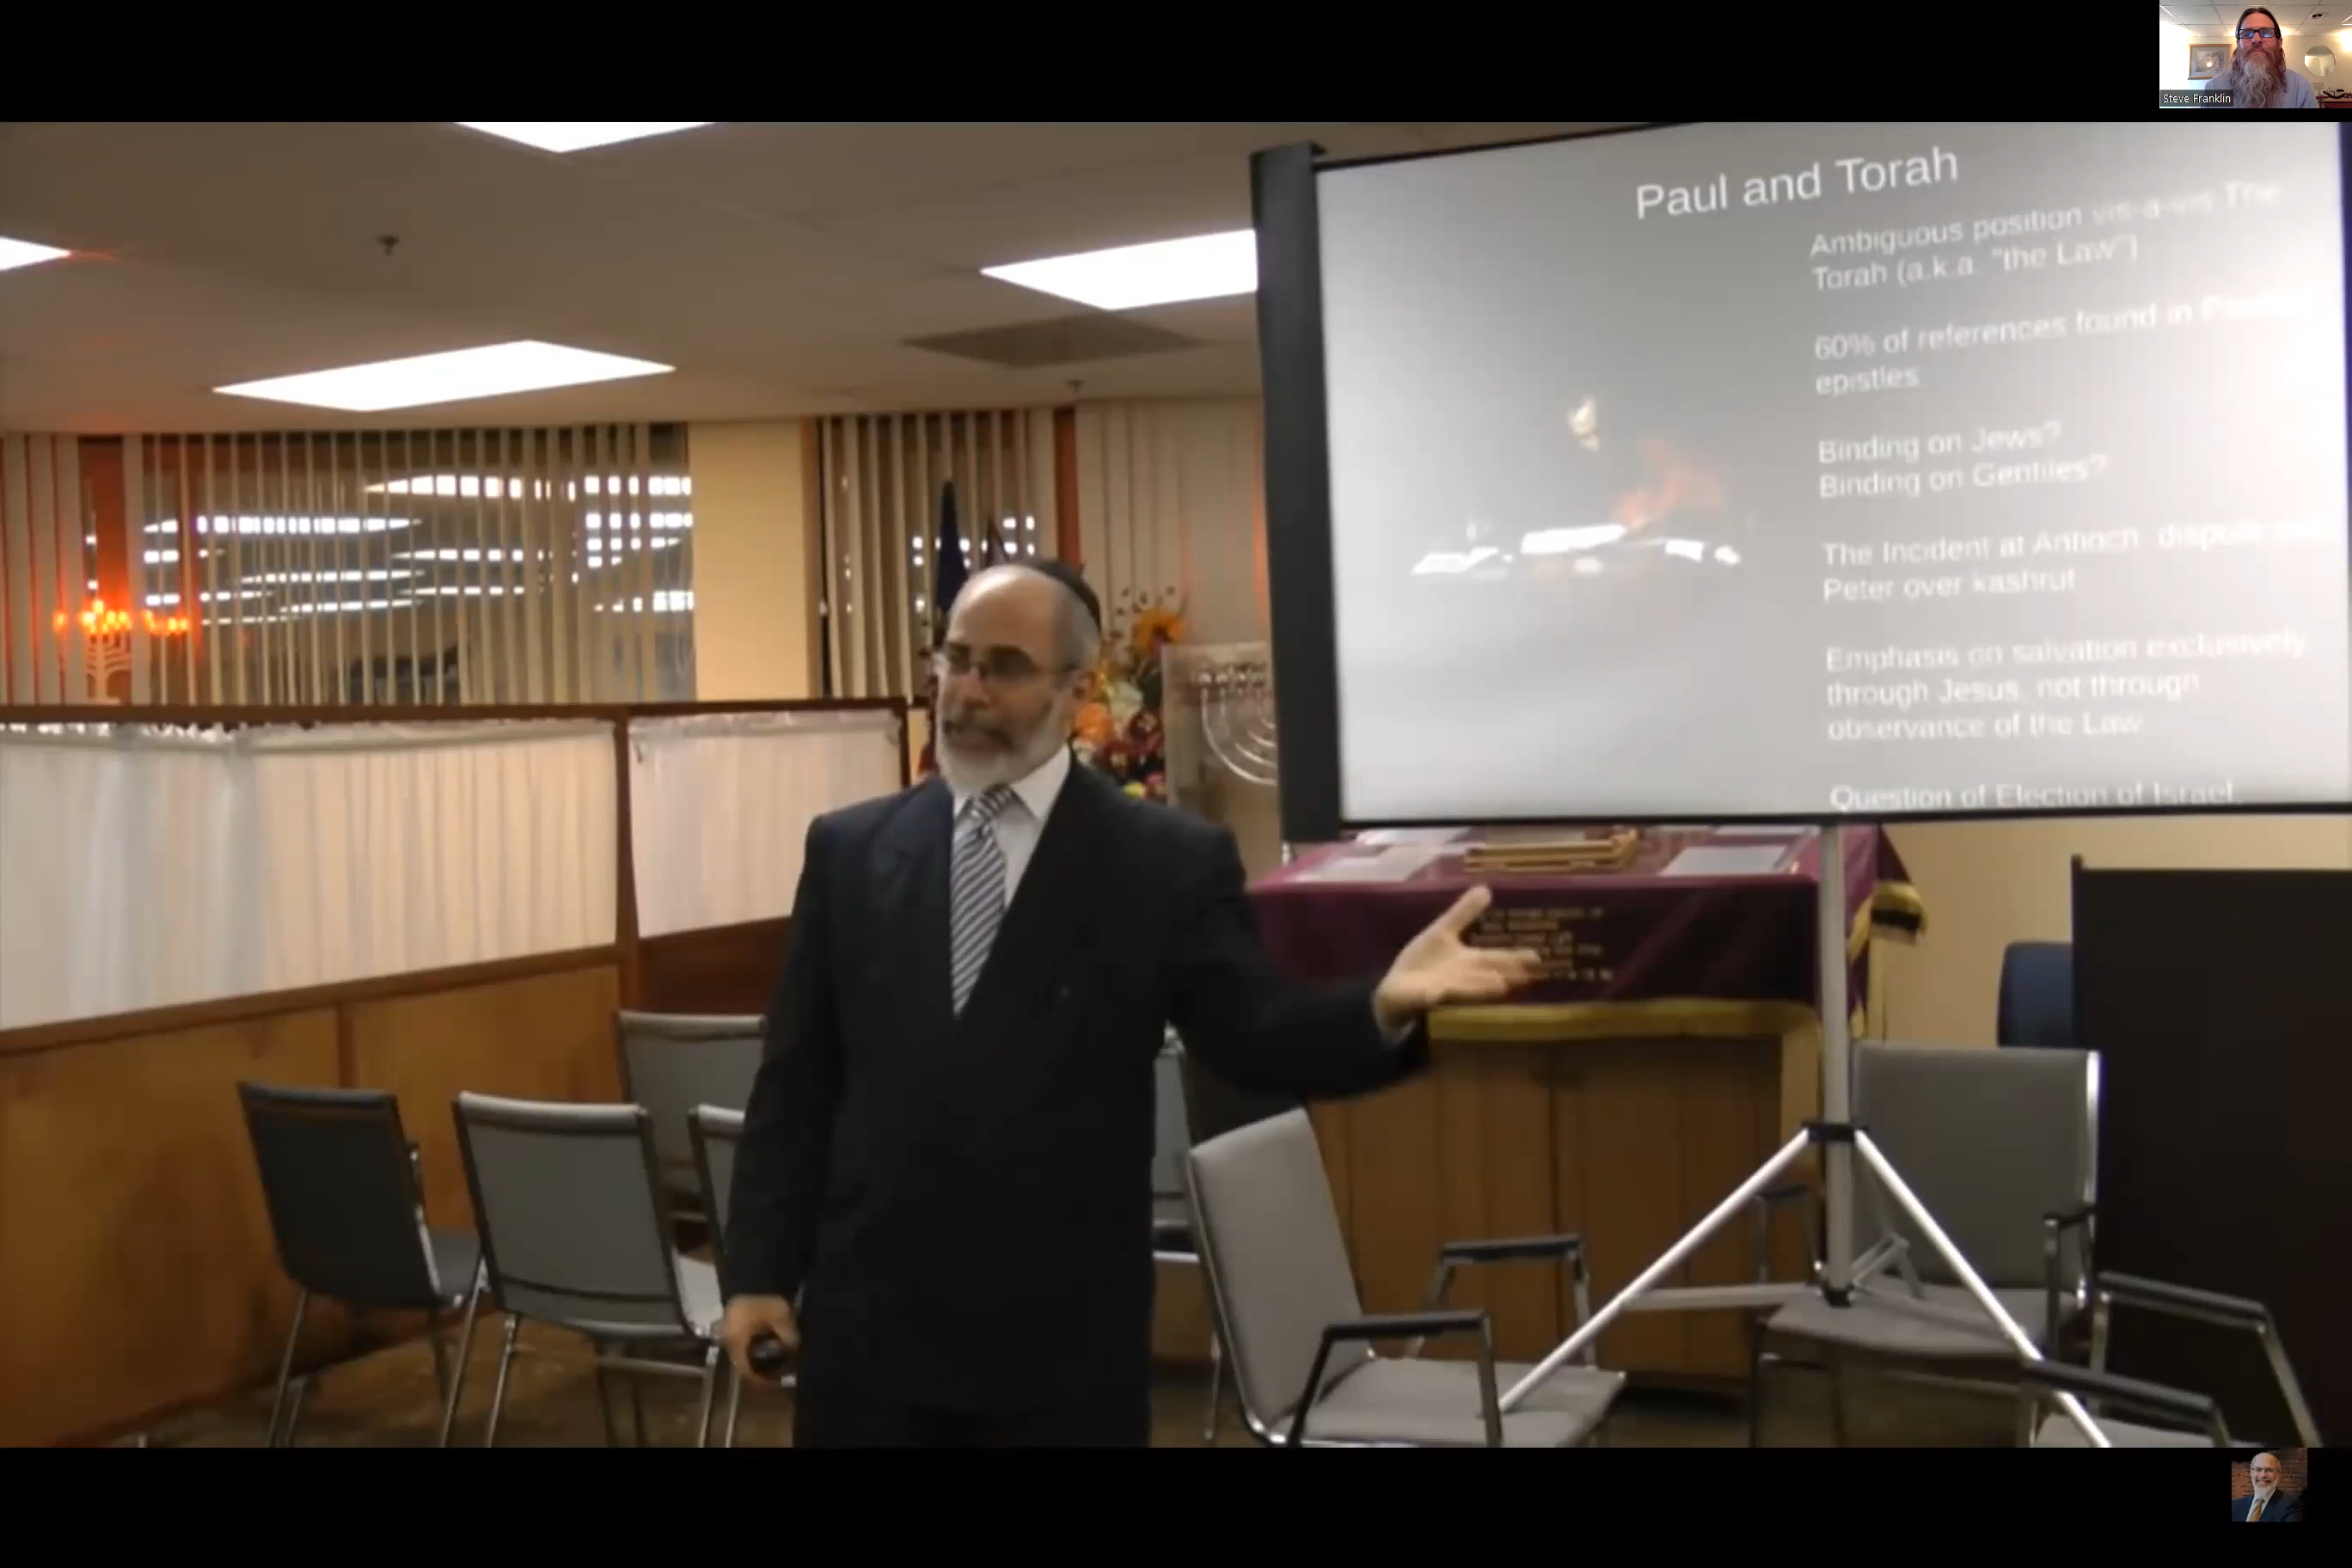 Steve Franklin
Paul and Torah
Ambiguous position vis-a-vis The
Torah (a.k.a. "the Law")
60% of references found in
epistles
Binding on Jews?
Binding on Gentiles?
The Incident at Antioch dispute
Peter over kashrut
Emphasis on salvation exclusively
through Jesus, not through
observance of the Law
Question of Election of Israel.